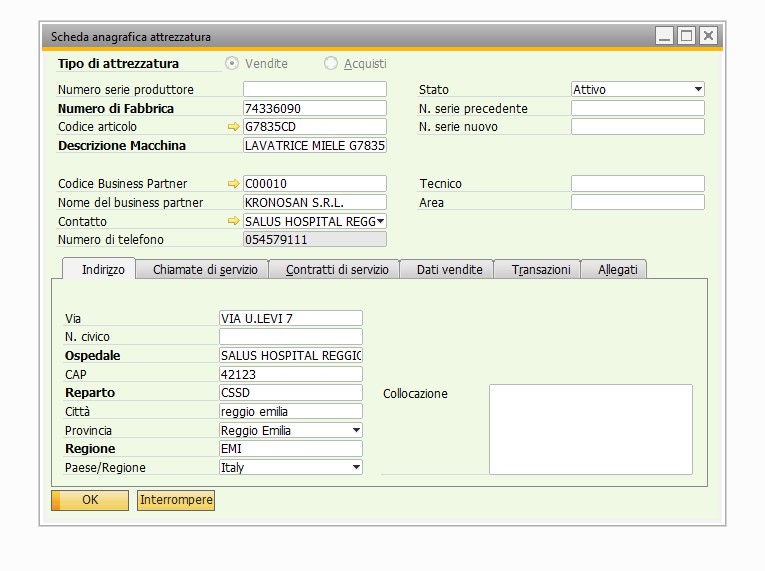 Scheda anagrafica attrezzatura
Tipo di attrezzatura Vendite Acquisti
Numero serie produttore Stato Attivo
Numero di Fabbrica 74336090 N. serie precedente
Codice articolo G7835CD N. serie nuovo
Descrizione Macchina LAVATRICE MIELE G7835
Codice Business Partner C00010 Tecnico
Nome del business partner KRONOSAN S.R.L. Area
Contatto SALUS HOSPITAL REGG
Numero di telefono 054579111
Indirizzo Chiamate di servizio Contratti di servizio Dati vendite Transazioni Allegati
Via VIA U.LEVI 7
N. civico
Ospedale SALUS HOSPITAL REGGIO
CAP 42123
Reparto CSSD Collocazione
Città reggio emilia
Provincia Reggio Emilia
Regione EMI
Paese/Regione Italy
OK Interrompere